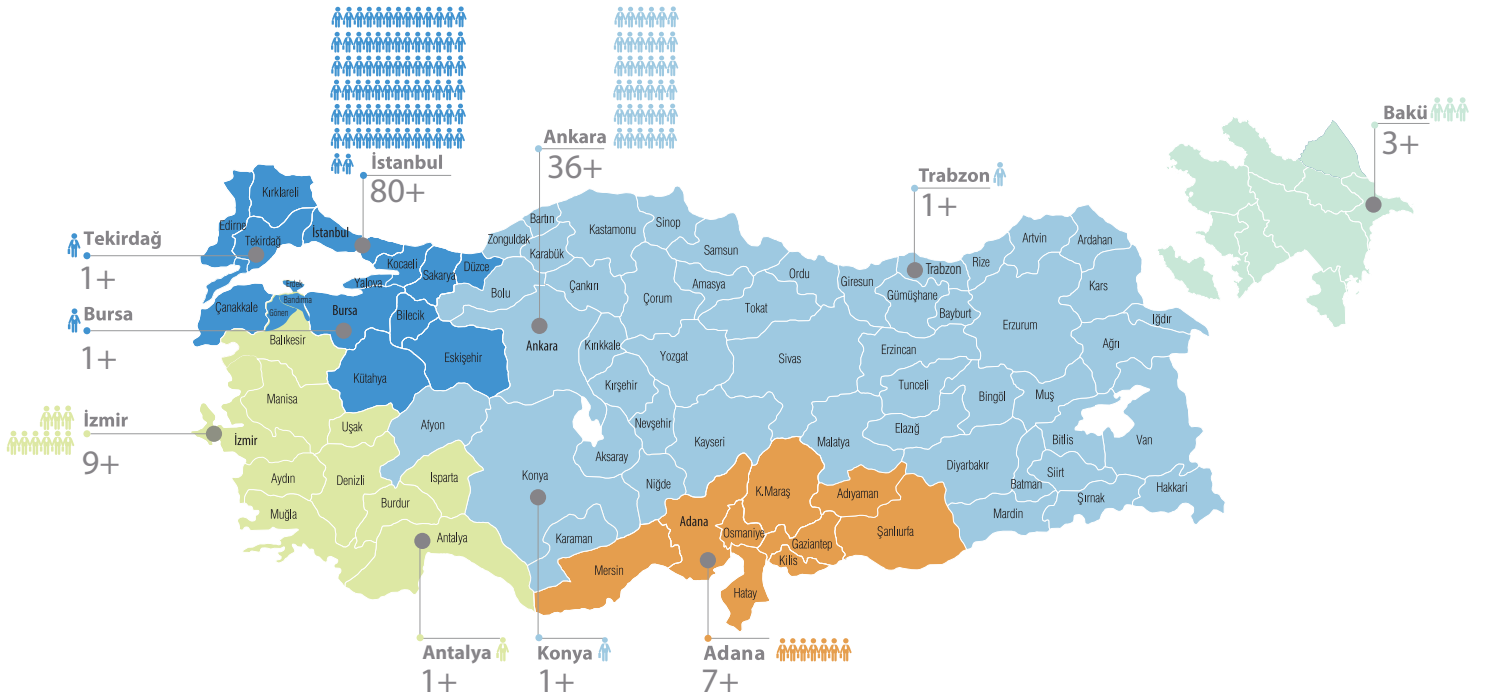 Ankara
36+
Bakü
3+
İstanbul
80+
Trabzon
1+
Tekirdağ
1+
Bursa
1+
İzmir
9+
Antalya
1+
Konya
1+
Adana
7+
Kırklareli
Edirne
Tekirdağ
İstanbul
Kocaeli
Yalova
Sakarya
Düzce
Erdek
Bandırma
Gönen
Çanakkale
Bursa
Bilecik
Balıkesir
Kütahya
Eskişehir
Manisa
Uşak
İzmir
Aydın
Denizli
Muğla
Burdur
Isparta
Antalya
Afyon
Zonguldak
Bartın
Karabük
Kastamonu
Sinop
Samsun
Bolu
Çankırı
Çorum
Amasya
Ordu
Tokat
Giresun
Trabzon
Gümüşhane
Bayburt
Rize
Artvin
Ardahan
Kars
Iğdır
Ağrı
Erzurum
Ankara
Kırıkkale
Yozgat
Sivas
Erzincan
Kırşehir
Tunceli
Bingöl
Muş
Nevşehir
Kayseri
Elazığ
Malatya
Aksaray
Konya
Niğde
Karaman
Diyarbakır
Bitlis
Van
Siirt
Batman
Şırnak
Hakkari
Mardin
Mersin
Adana
K.Maraş
Osmaniye
Adıyaman
Gaziantep
Kilis
Şanlıurfa
Hatay